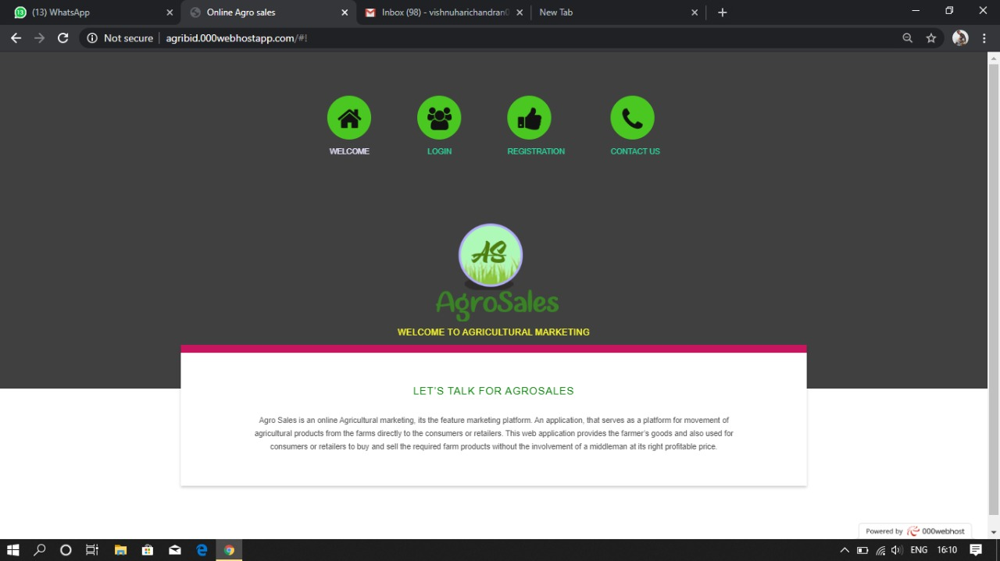 (13) WhatsApp
Online Agro sales
Inbox (98) - vishnuharichandran0
New Tab
Not secure
agribid.000webhostapp.com/#!
WELCOME
LOGIN
REGISTRATION
CONTACT US
AS
AgroSales
WELCOME TO AGRICULTURAL MARKETING
LET'S TALK FOR AGROSALES
Agro Sales is an online Agricultural marketing, its the feature marketing platform. An application, that serves as a platform for movement of
agricultural products from the farms directly to the consumers or retailers. This web application provides the farmer's goods and also used for
consumers or retailers to buy and sell the required farm products without the involvement of a middleman at its right profitable price.
Powered by 000webhost
ENG 16:10